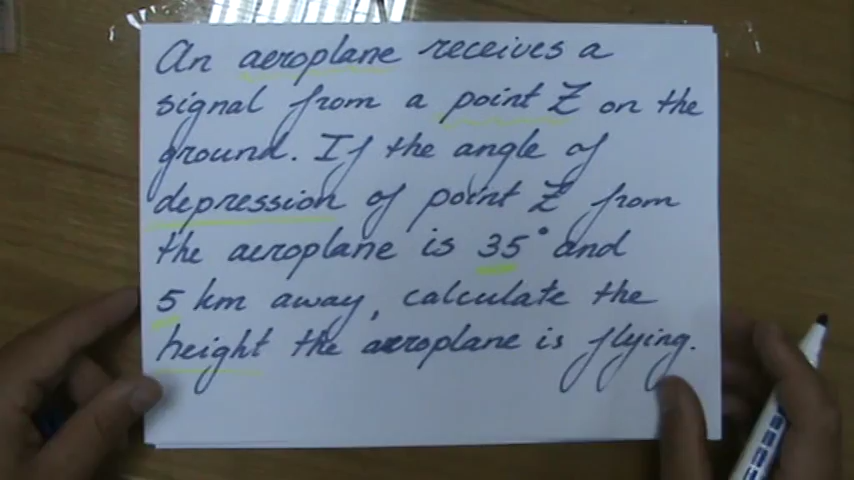 An aeroplane receives a
signal from a point Z on the
ground. If the angle of
depression of point Z from
the aeroplane is 35° and
5 km away, calculate the
height the aeroplane is flying.